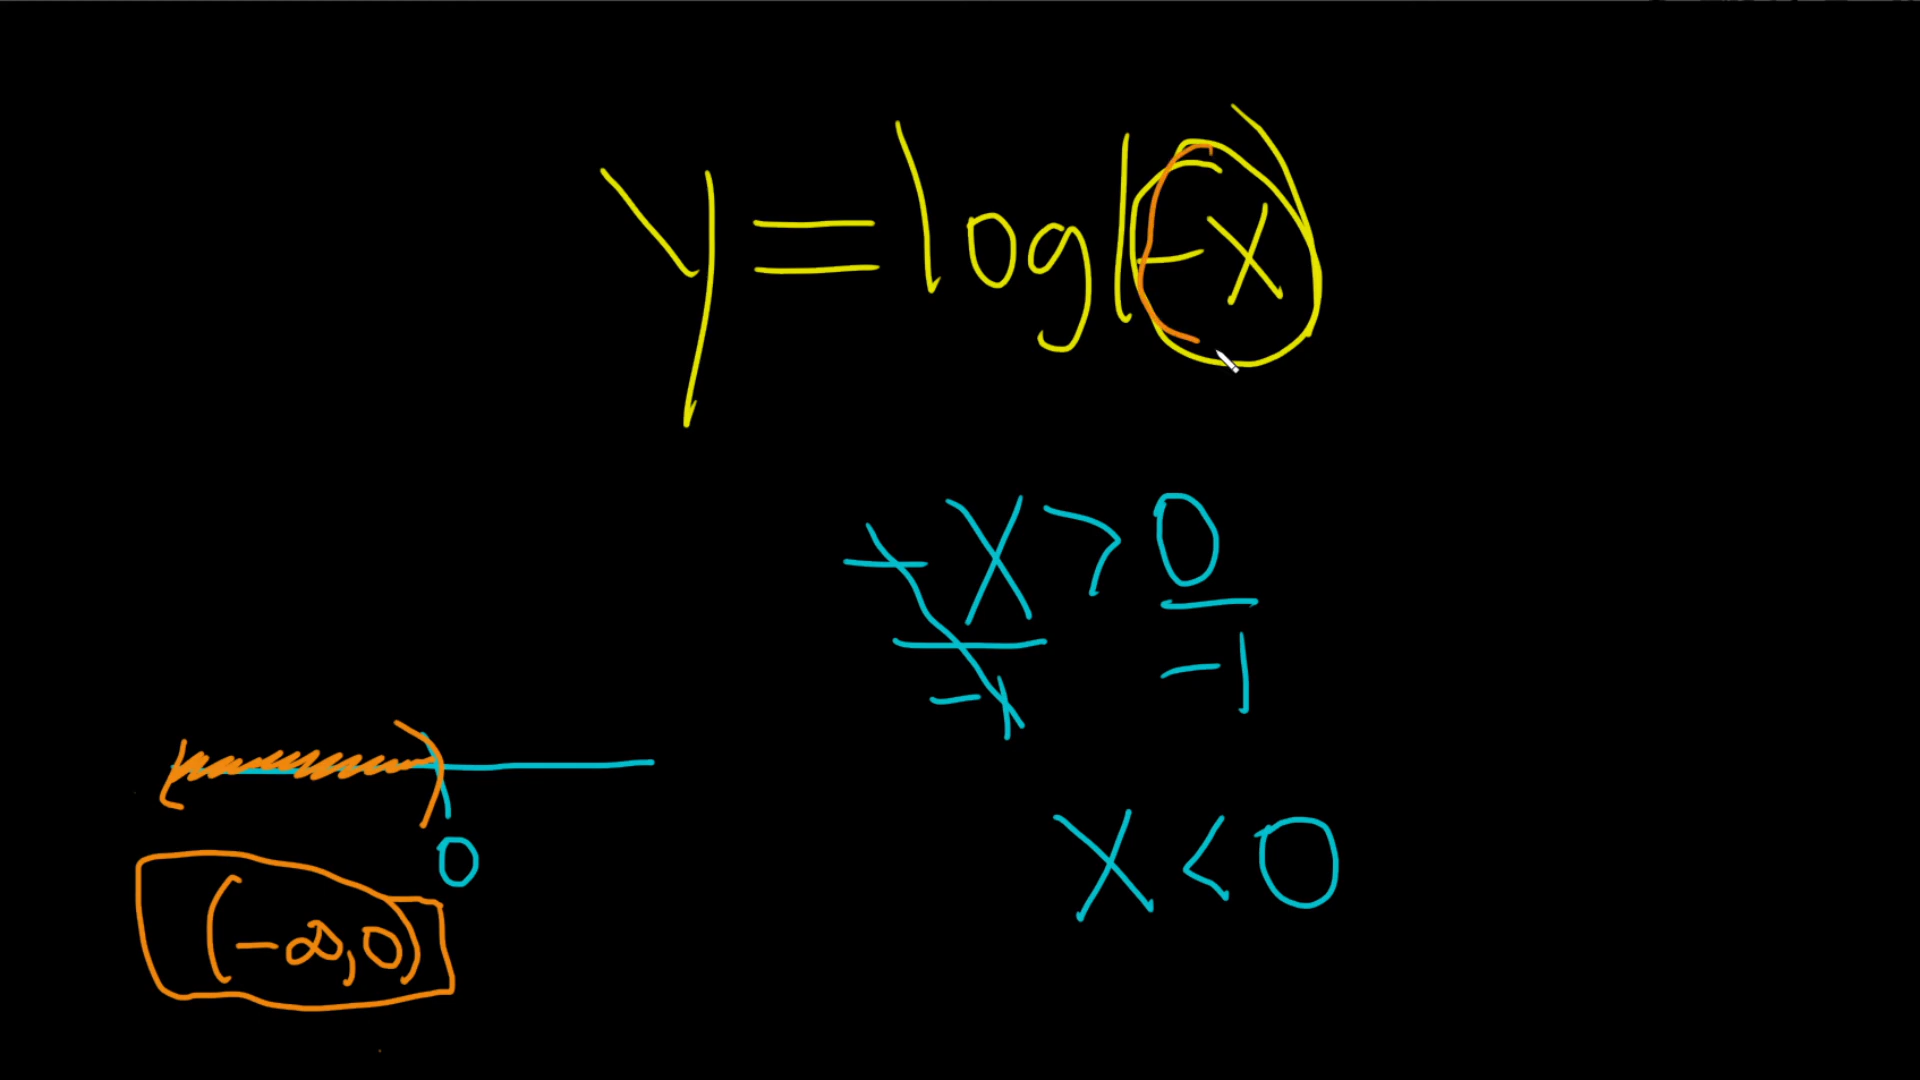 y = log(-x)
-x > 0
-1 -1
x < 0
0
(-∞, 0)